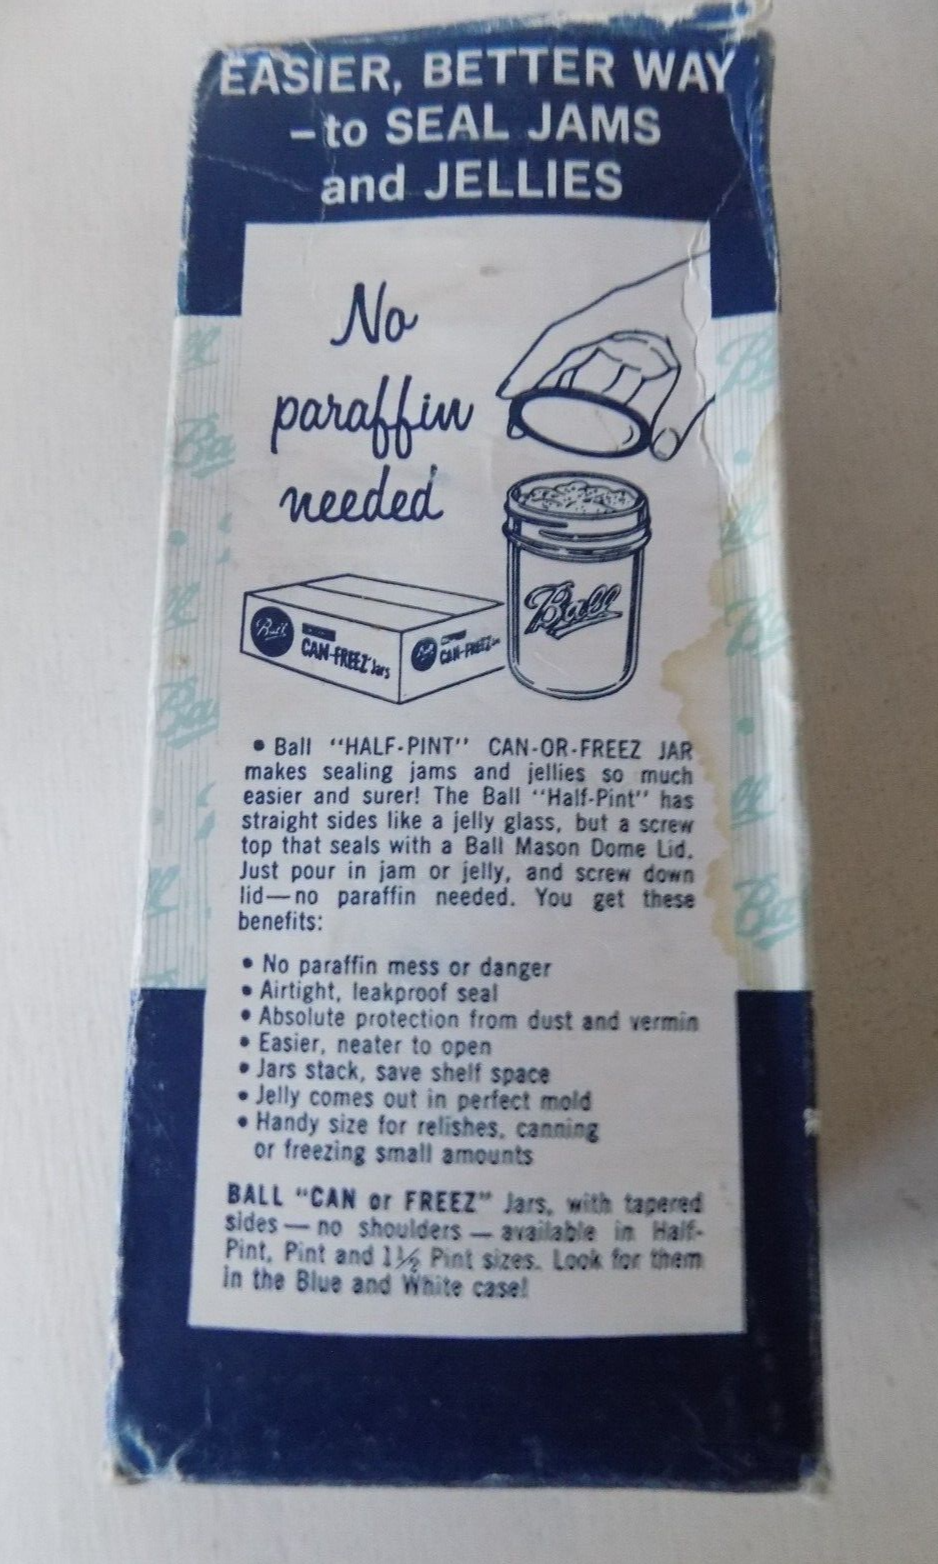 EASIER, BETTER WAY
– to SEAL JAMS
and JELLIES
No
paraffin
needed
Ball
CAN-FREEZ Jars
Ball
CAN-FREEZ
Ball
• Ball "HALF-PINT" CAN-OR-FREEZ JAR
makes sealing jams and jellies so much
easier and surer! The Ball "Half-Pint" has
straight sides like a jelly glass, but a screw
top that seals with a Ball Mason Dome Lid.
Just pour in jam or jelly, and screw down
lid—no paraffin needed. You get these
benefits:
• No paraffin mess or danger
• Airtight, leakproof seal
• Absolute protection from dust and vermin
• Easier, neater to open
• Jars stack, save shelf space
• Jelly comes out in perfect mold
• Handy size for relishes, canning
or freezing small amounts
BALL "CAN or FREEZ" Jars, with tapered
sides — no shoulders — available in Half-
Pint, Pint and 1½ Pint sizes. Look for them
in the Blue and White case!